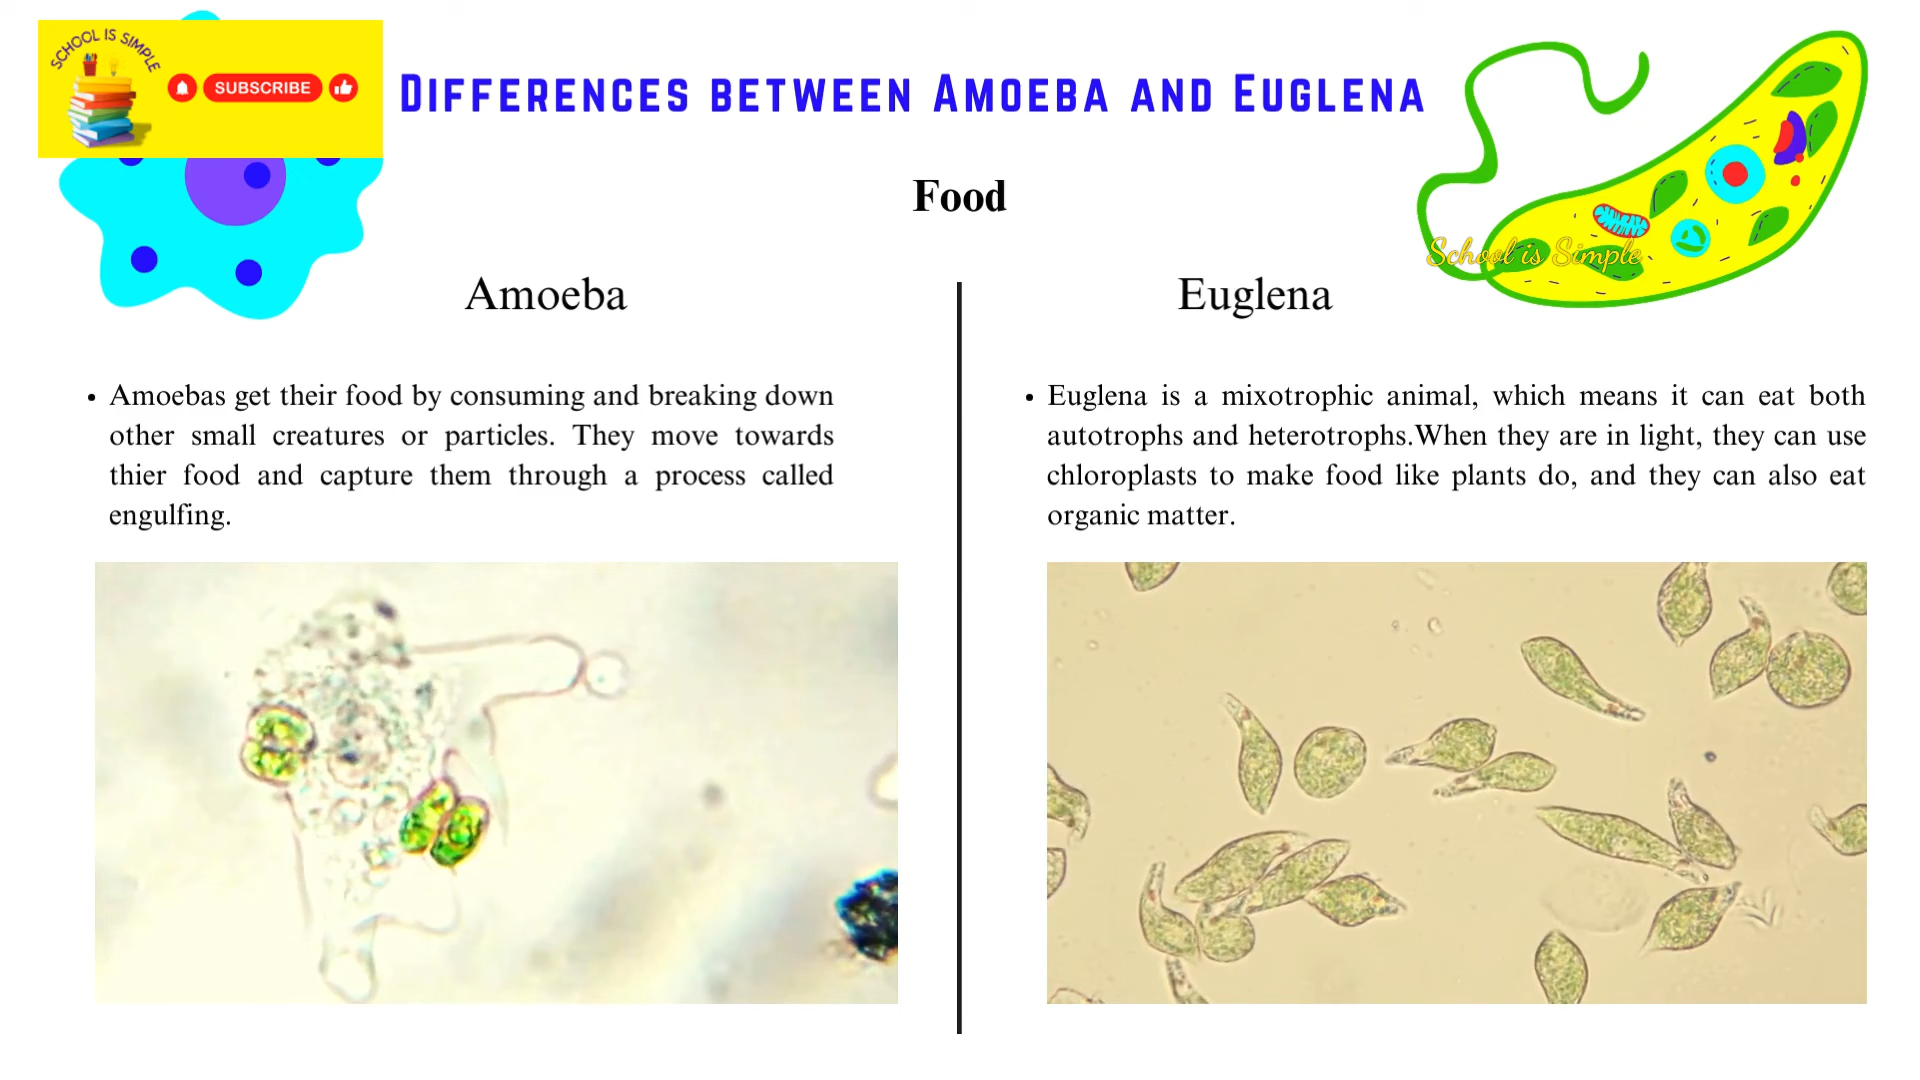 SCHOOL IS SIMPLE
SUBSCRIBE
Differences between Amoeba and Euglena
Food
School is Simple
Amoeba
Euglena
• Amoebas get their food by consuming and breaking down
other small creatures or particles. They move towards
thier food and capture them through a process called
engulfing.
• Euglena is a mixotrophic animal, which means it can eat both
autotrophs and heterotrophs.When they are in light, they can use
chloroplasts to make food like plants do, and they can also eat
organic matter.